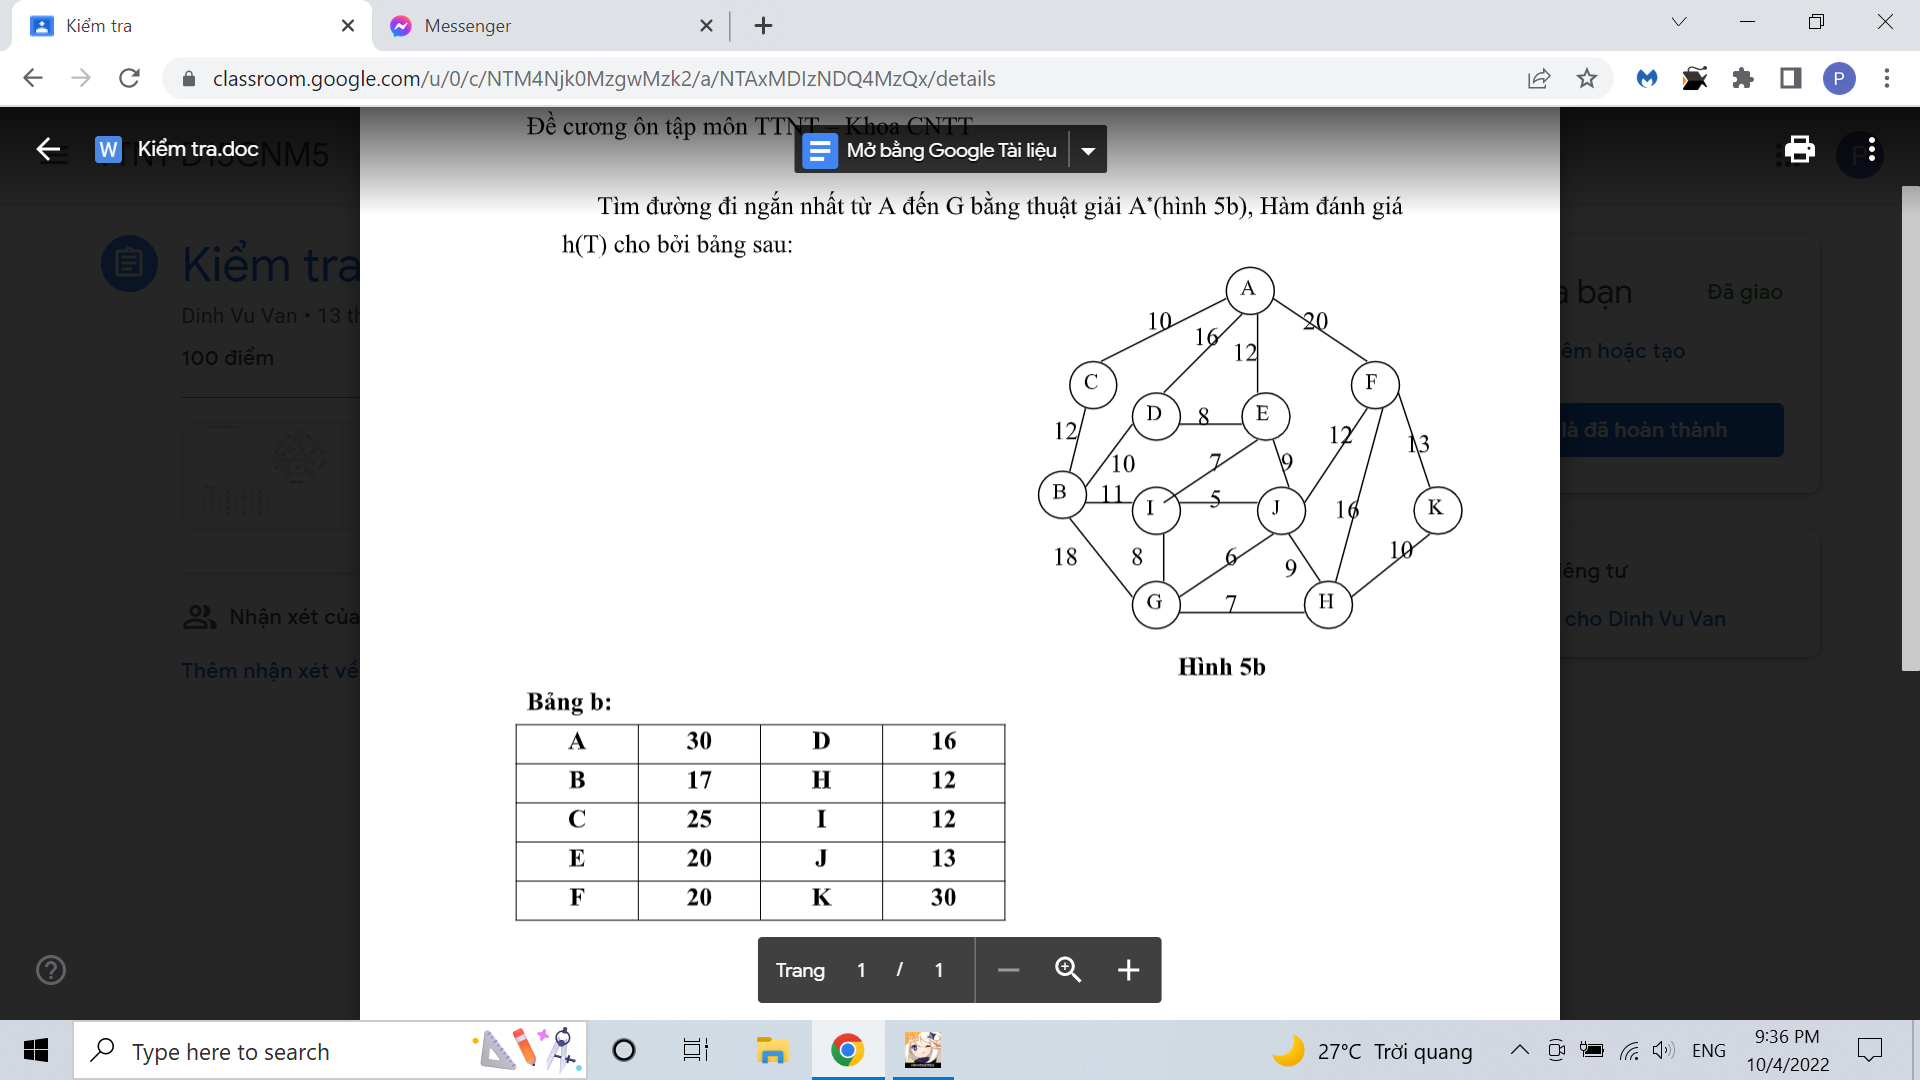 Kiểm tra
Messenger
classroom.google.com/u/0/c/NTM4Njk0MzgwMzk2/a/NTAxMDIzNDQ4MzQx/details
P
Đề cương ôn tập môn TTNT – Khoa CNTT
W Kiểm tra.doc
Mở bằng Google Tài liệu
Tìm đường đi ngắn nhất từ A đến G bằng thuật giải A*(hình 5b), Hàm đánh giá
h(T) cho bởi bảng sau:
Kiểm tra
Dinh Vu Van • 13 th
100 điểm
Nhận xét của
Thêm nhận xét về
a bạn
Đã giao
êm hoặc tạo
là đã hoàn thành
êng tư
cho Dinh Vu Van
A
10
16
12
20
C
D
8
E
F
12
10
7
9
12
13
B
11
I
5
J
16
K
18
8
6
9
10
G
7
H
Hình 5b
Bảng b:
A 30 D 16
B 17 H 12
C 25 I 12
E 20 J 13
F 20 K 30
Trang 1 / 1
Type here to search
27°C Trời quang
ENG
9:36 PM
10/4/2022